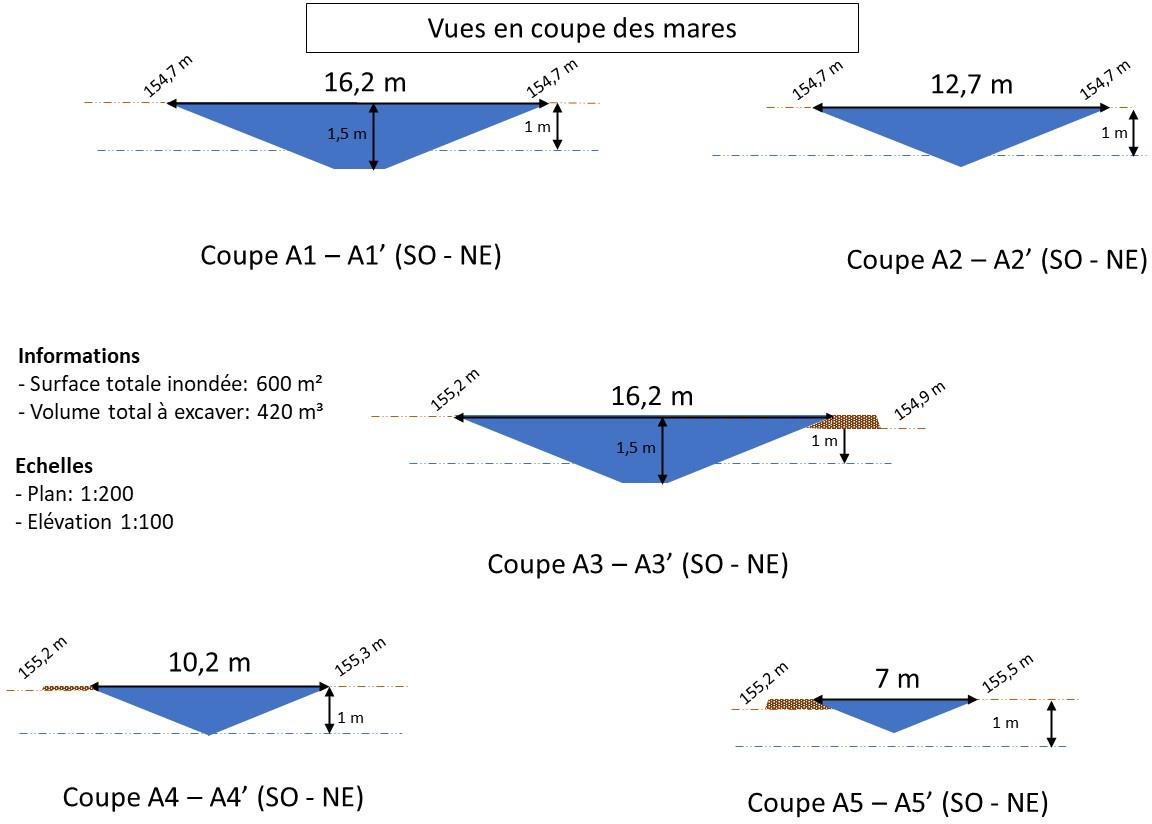 Vues en coupe des mares
154,7 m
16,2 m
154,7 m
1,5 m
1 m
Coupe A1 – A1’ (SO - NE)
154,7 m
12,7 m
154,7 m
1 m
Coupe A2 – A2’ (SO - NE)
Informations
- Surface totale inondée: 600 m²
- Volume total à excaver: 420 m³
Echelles
- Plan: 1:200
- Elévation 1:100
155,2 m
16,2 m
154,9 m
1,5 m
1 m
Coupe A3 – A3’ (SO - NE)
155,2 m
10,2 m
155,3 m
1 m
Coupe A4 – A4’ (SO - NE)
155,2 m
7 m
155,5 m
1 m
Coupe A5 – A5’ (SO - NE)